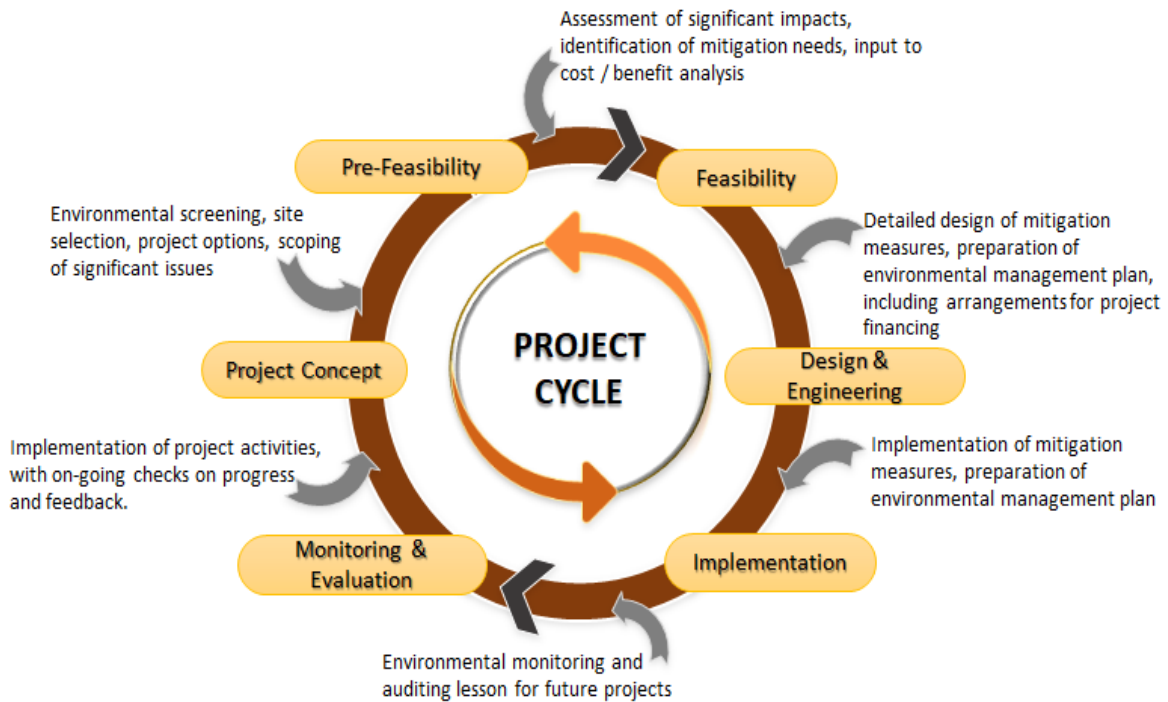 Assessment of significant impacts,
identification of mitigation needs, input to
cost / benefit analysis
Pre-Feasibility
Feasibility
Environmental screening, site
selection, project options, scoping
of significant issues
Detailed design of mitigation
measures, preparation of
environmental management plan,
including arrangements for project
financing
PROJECT
CYCLE
Project Concept
Design &
Engineering
Implementation of project activities,
with on-going checks on progress
and feedback.
Implementation of mitigation
measures, preparation of
environmental management plan
Monitoring &
Evaluation
Implementation
Environmental monitoring and
auditing lesson for future projects